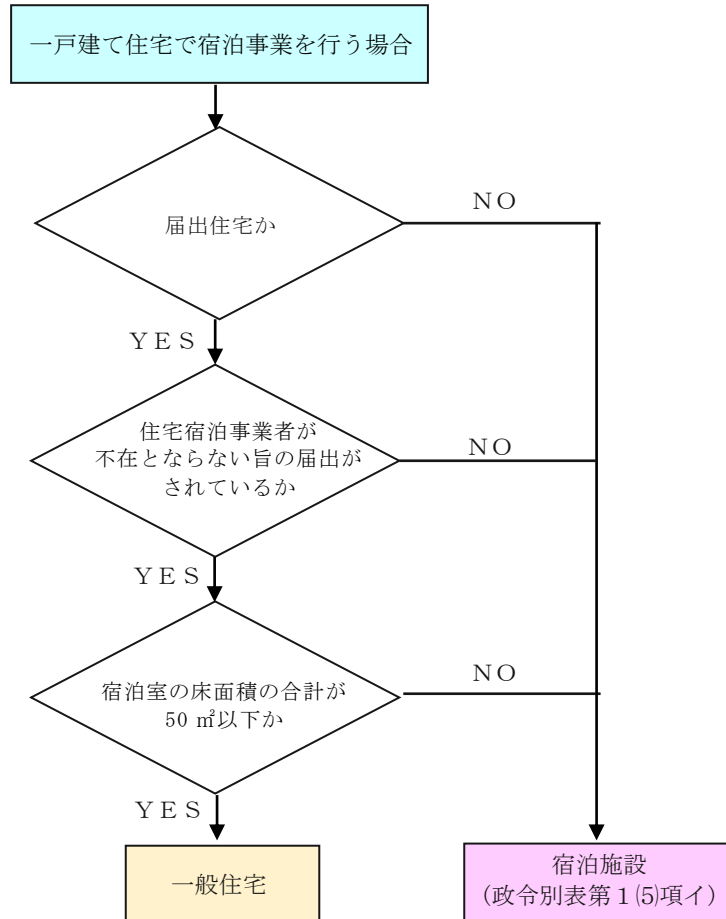 一戸建て住宅で宿泊事業を行う場合
届出住宅か
NO
YES
住宅宿泊事業者が
不在とならない旨の届出が
されているか
NO
YES
宿泊室の床面積の合計が
50 ㎡以下か
NO
YES
一般住宅
宿泊施設
（政令別表第１⑸項イ）